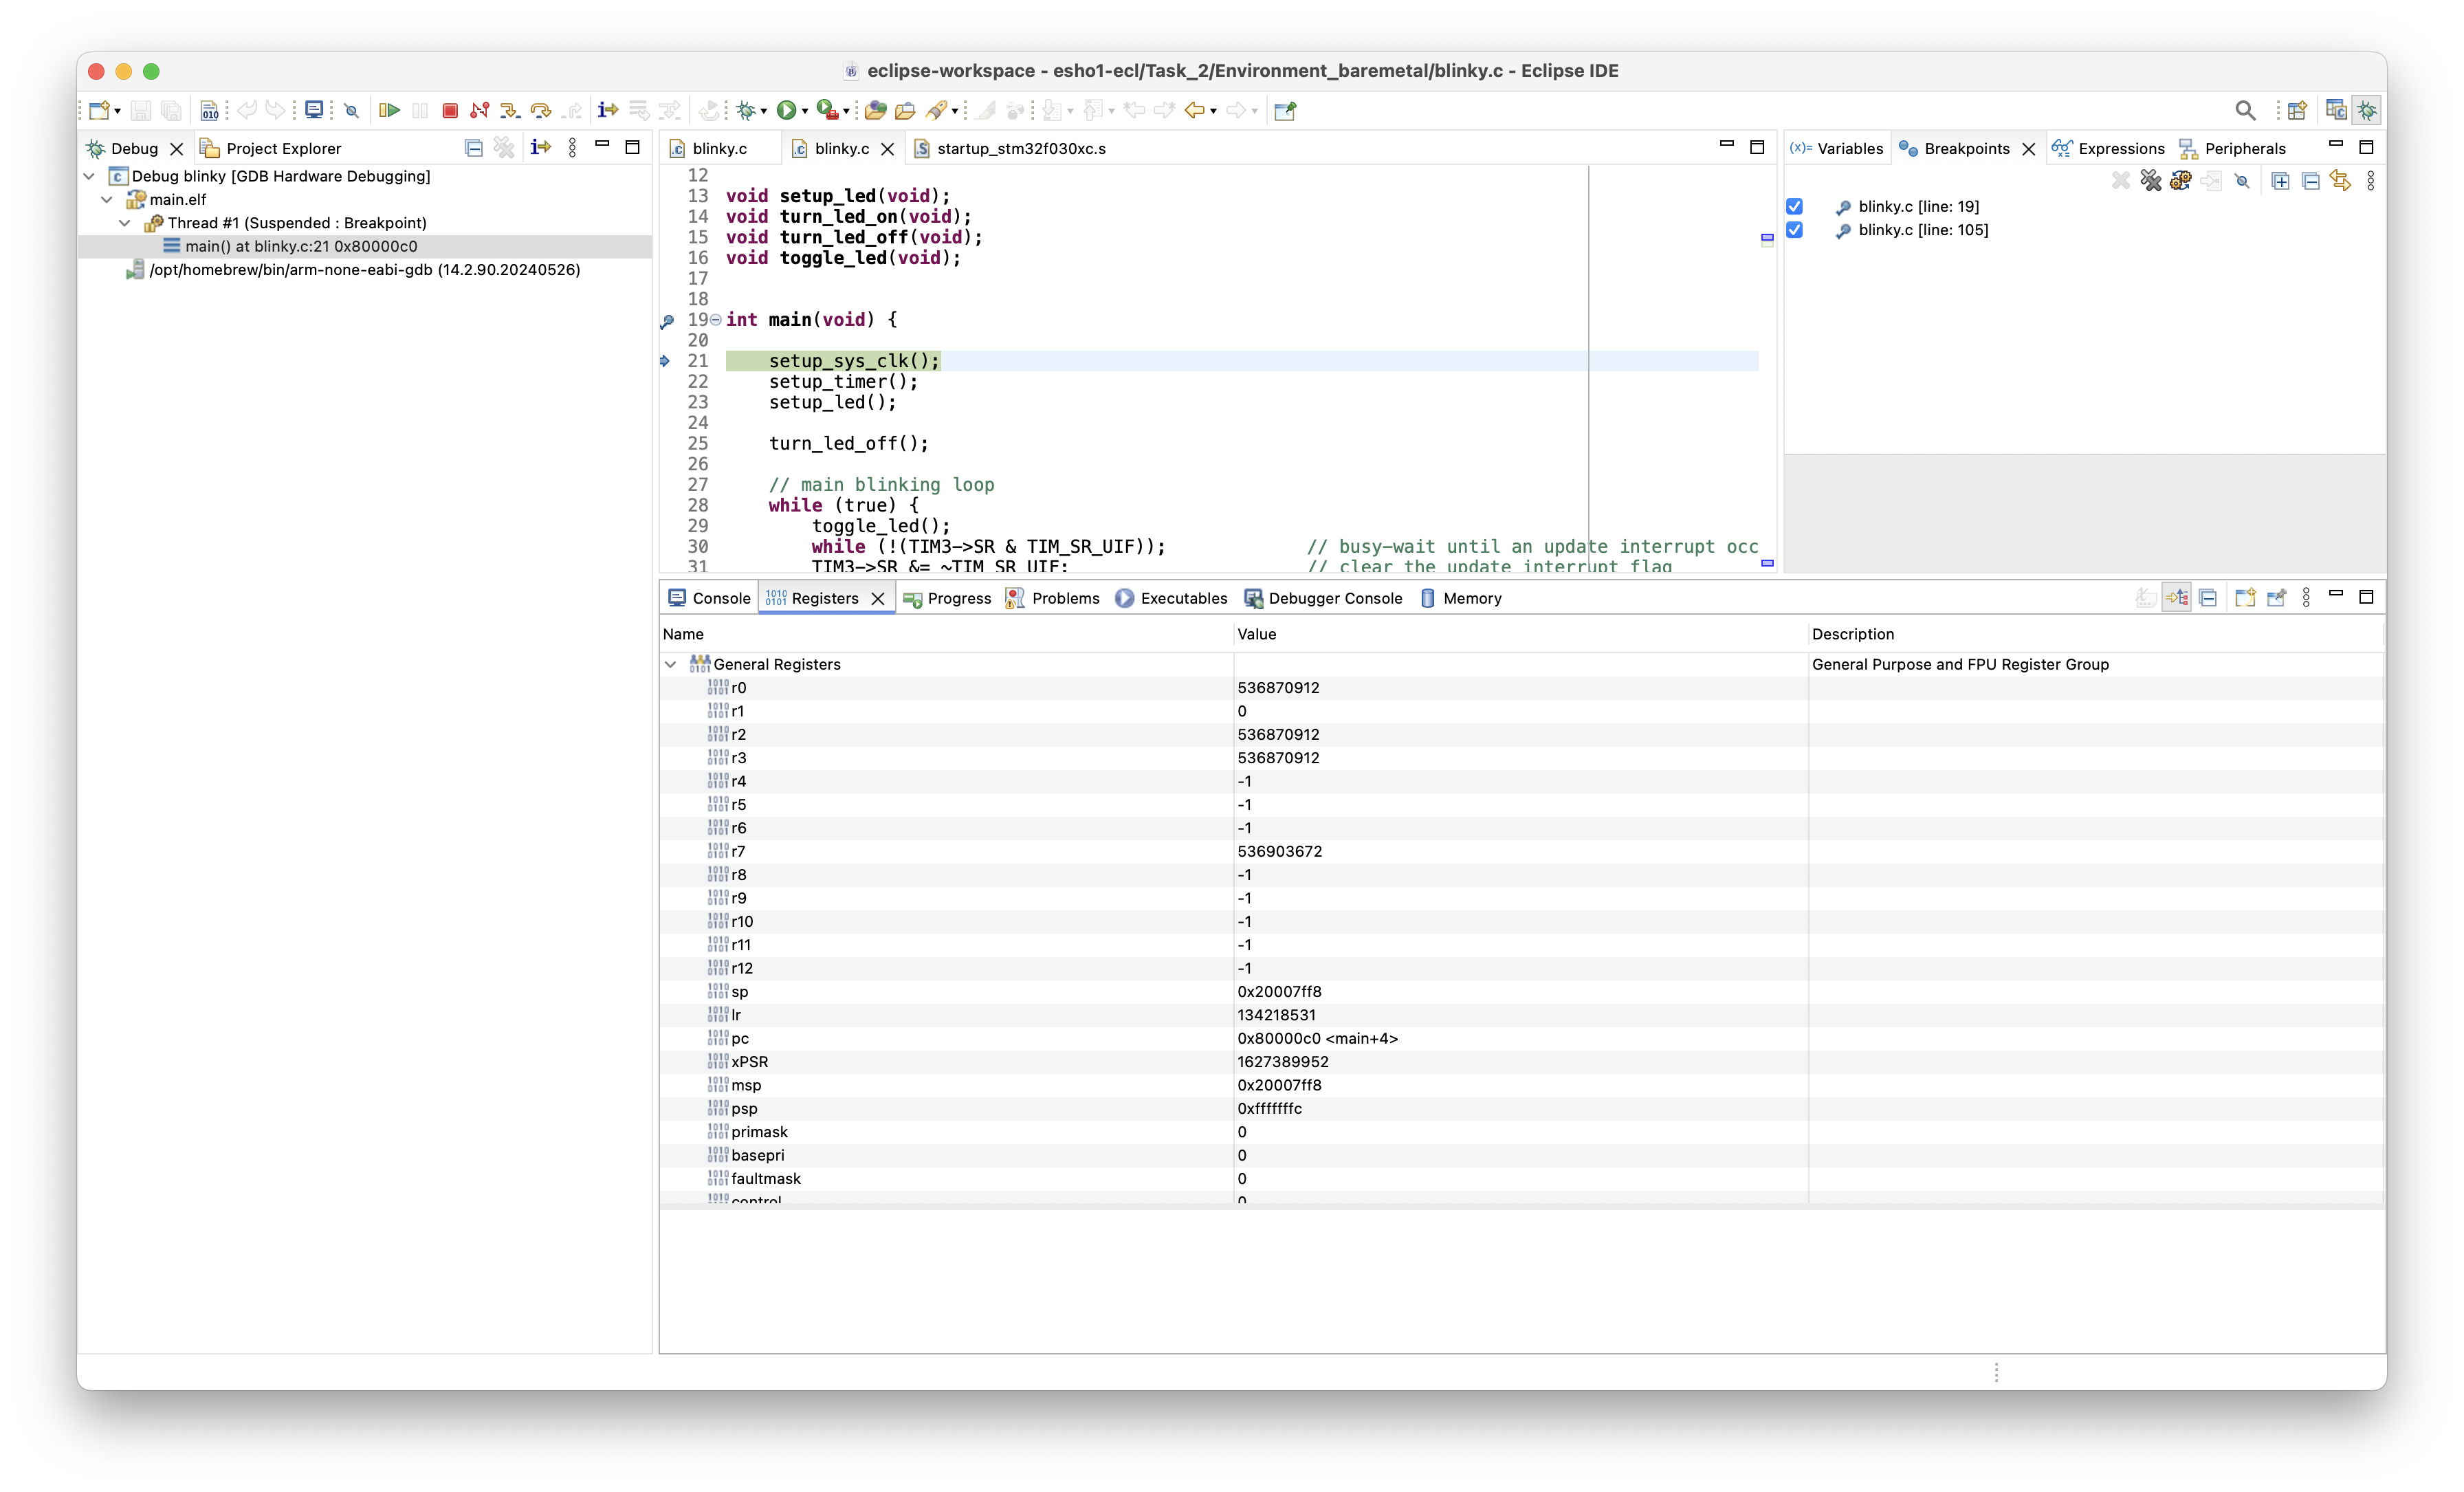 eclipse-workspace - esho1-ecl/Task_2/Environment_baremetal/blinky.c - Eclipse IDE
Debug
Project Explorer
Debug blinky [GDB Hardware Debugging]
main.elf
Thread #1 (Suspended : Breakpoint)
main() at blinky.c:21 0x80000c0
/opt/homebrew/bin/arm-none-eabi-gdb (14.2.90.20240526)
blinky.c
blinky.c
startup_stm32f030xc.s
12
13 void setup_led(void);
14 void turn_led_on(void);
15 void turn_led_off(void);
16 void toggle_led(void);
17
18
19 int main(void) {
20
21 setup_sys_clk();
22 setup_timer();
23 setup_led();
24
25 turn_led_off();
26
27 // main blinking loop
28 while (true) {
29 toggle_led();
30 while (!(TIM3->SR & TIM_SR_UIF)); // busy-wait until an update interrupt occ
31 TIM3->SR &= ~TIM_SR_UIF; // clear the update interrupt flag
(x)= Variables
Breakpoints
Expressions
Peripherals
blinky.c [line: 19]
blinky.c [line: 105]
Console
Registers
Progress
Problems
Executables
Debugger Console
Memory
Name Value Description
General Registers General Purpose and FPU Register Group
r0 536870912
r1 0
r2 536870912
r3 536870912
r4 -1
r5 -1
r6 -1
r7 536903672
r8 -1
r9 -1
r10 -1
r11 -1
r12 -1
sp 0x20007ff8
lr 134218531
pc 0x80000c0 <main+4>
xPSR 1627389952
msp 0x20007ff8
psp 0xfffffffc
primask 0
basepri 0
faultmask 0
control 0